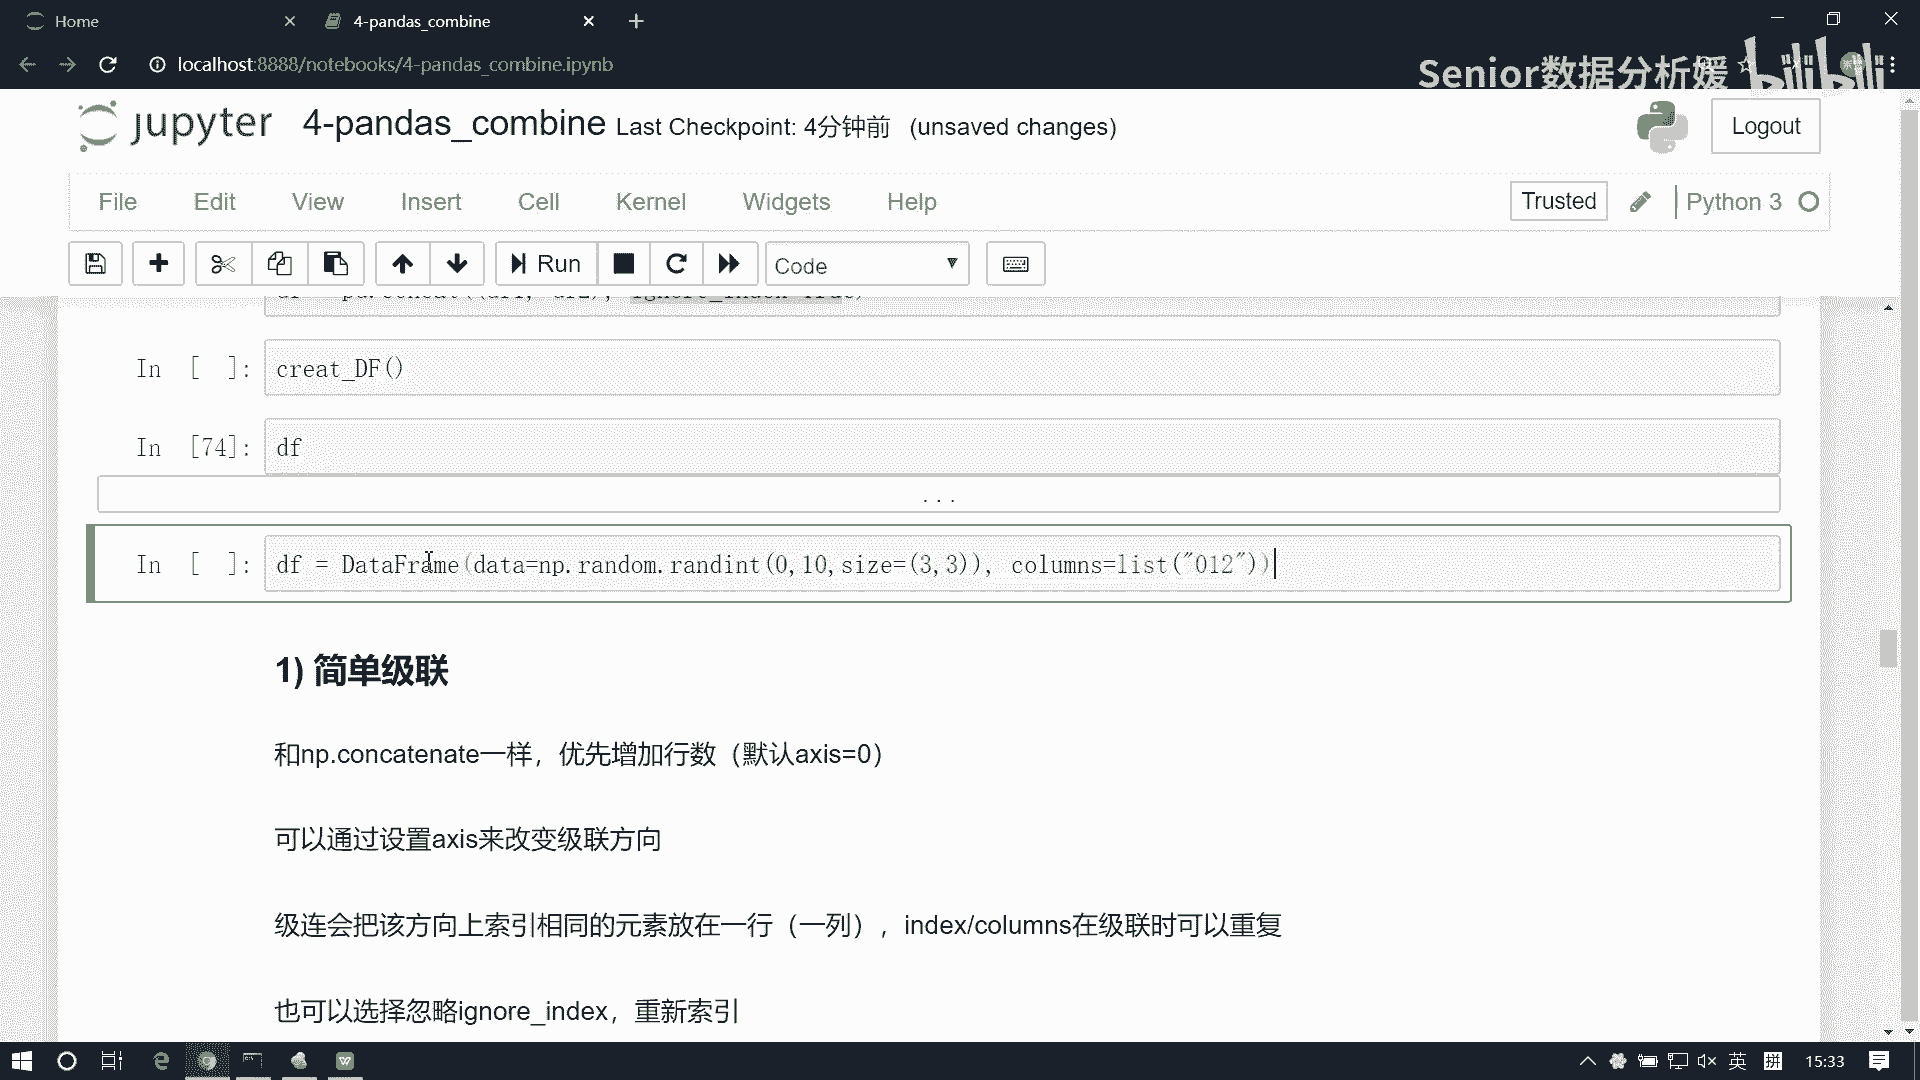 Home
4-pandas_combine
localhost:8888/notebooks/4-pandas_combine.ipynb
Senior数据分析媛
bilibili
jupyter 4-pandas_combine Last Checkpoint: 4分钟前 (unsaved changes)
Logout
File Edit View Insert Cell Kernel Widgets Help
Trusted
Python 3
Run
Code
In [ ]: creat_DF()
In [74]: df
...
In [ ]: df = DataFrame(data=np.random.randint(0,10,size=(3,3)), columns=list("012"))
1) 简单级联
和np.concatenate一样，优先增加行数（默认axis=0）
可以通过设置axis来改变级联方向
级连会把该方向上索引相同的元素放在一行（一列），index/columns在级联时可以重复
也可以选择忽略ignore_index，重新索引
英
拼
15:33